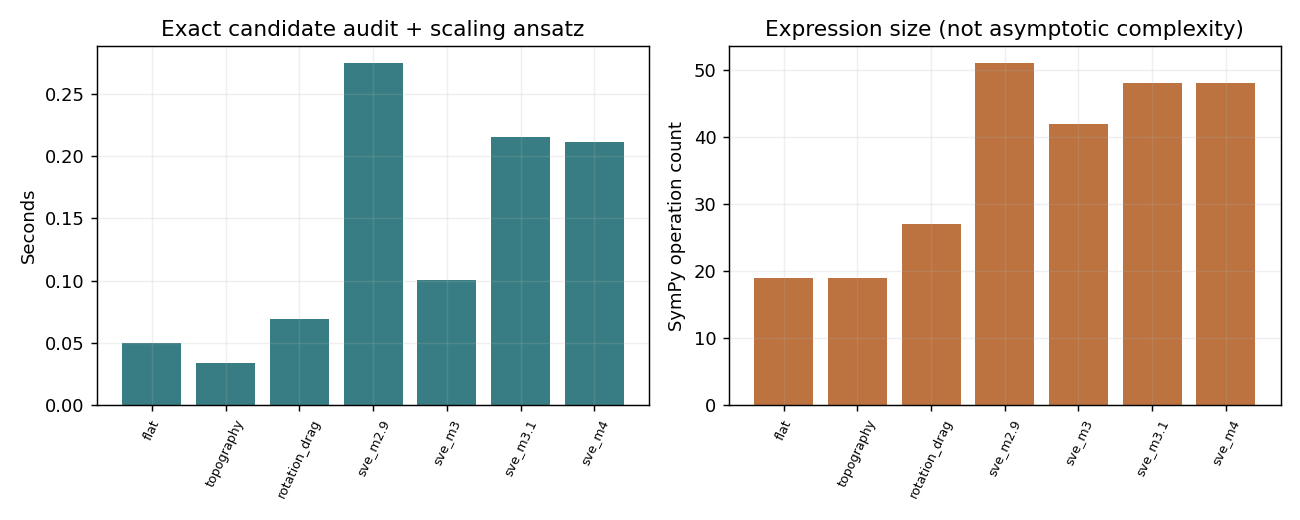 Exact candidate audit + scaling ansatz
Seconds
0.25
0.20
0.15
0.10
0.05
0.00
flat
topography
rotation_drag
sve_m2.9
sve_m3
sve_m3.1
sve_m4
Expression size (not asymptotic complexity)
SymPy operation count
50
40
30
20
10
0
flat
topography
rotation_drag
sve_m2.9
sve_m3
sve_m3.1
sve_m4